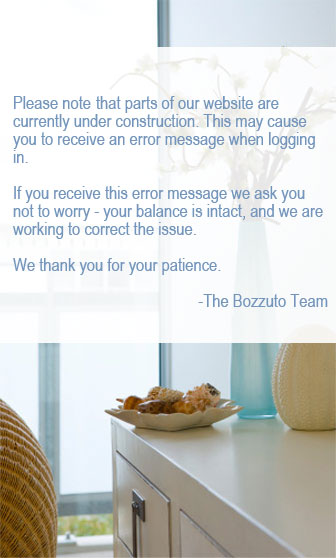 Please note that parts of our website are
currently under construction. This may cause
you to receive an error message when logging
in.
If you receive this error message we ask you
not to worry - your balance is intact, and we are
working to correct the issue.
We thank you for your patience.
-The Bozzuto Team